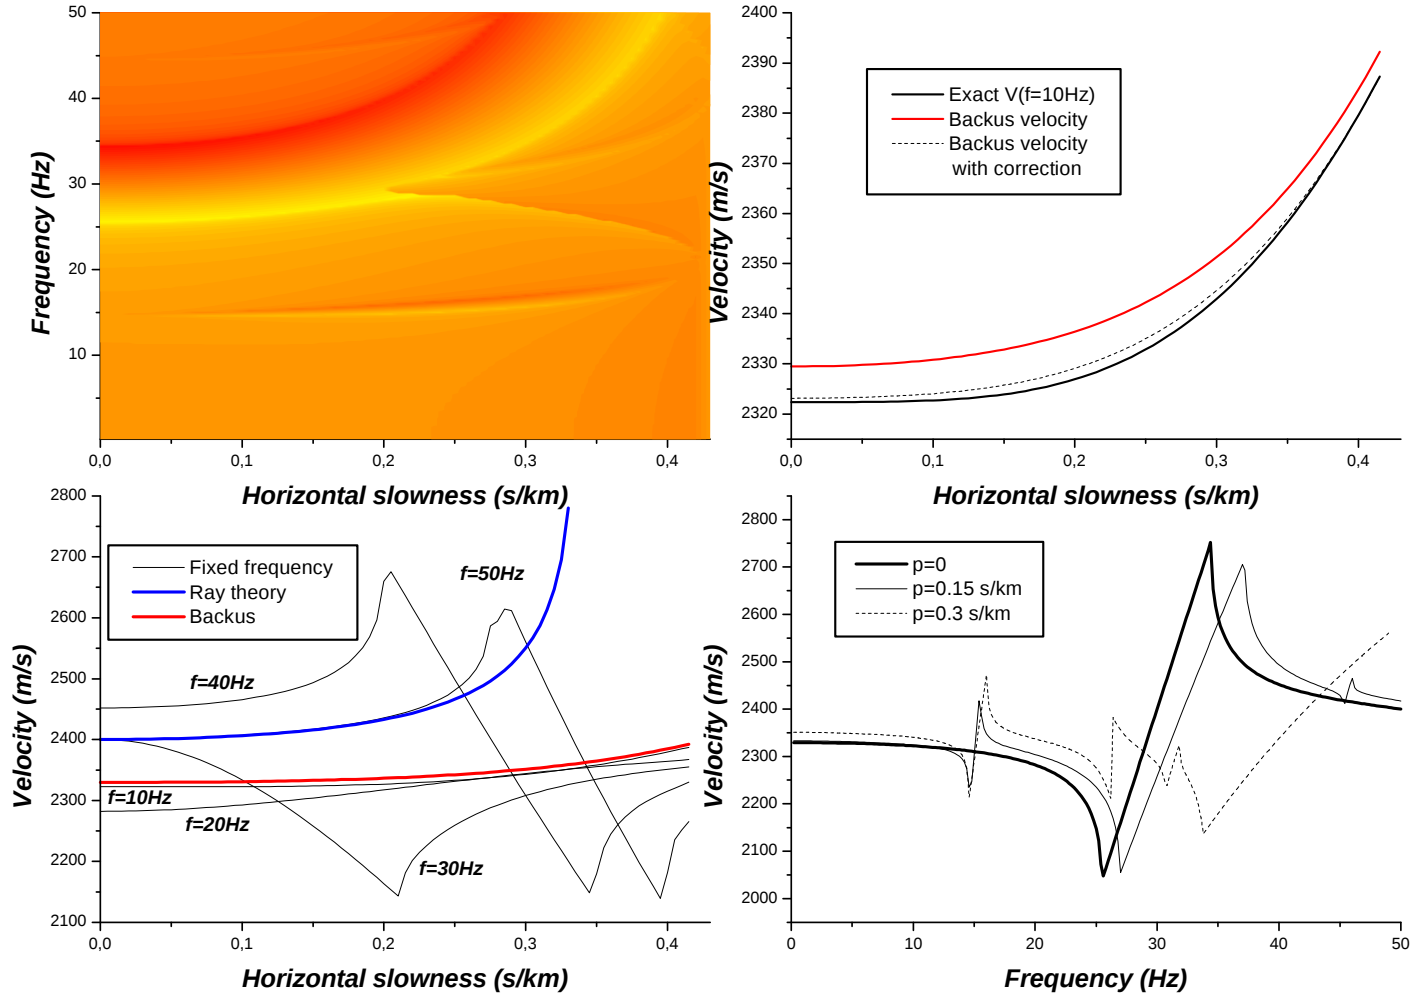 50
40
30
20
10
0,0
0,1
0,2
0,3
0,4
Frequency (Hz)
Horizontal slowness (s/km)
2400
2390
2380
2370
2360
2350
2340
2330
2320
0,0
0,1
0,2
0,3
0,4
Velocity (m/s)
Horizontal slowness (s/km)
Exact V(f=10Hz)
Backus velocity
Backus velocity
with correction
2800
2700
2600
2500
2400
2300
2200
2100
0,0
0,1
0,2
0,3
0,4
Velocity (m/s)
Horizontal slowness (s/km)
Fixed frequency
Ray theory
Backus
f=50Hz
f=40Hz
f=10Hz
f=20Hz
f=30Hz
2800
2700
2600
2500
2400
2300
2200
2100
2000
0
10
20
30
40
50
Velocity (m/s)
Frequency (Hz)
p=0
p=0.15 s/km
p=0.3 s/km